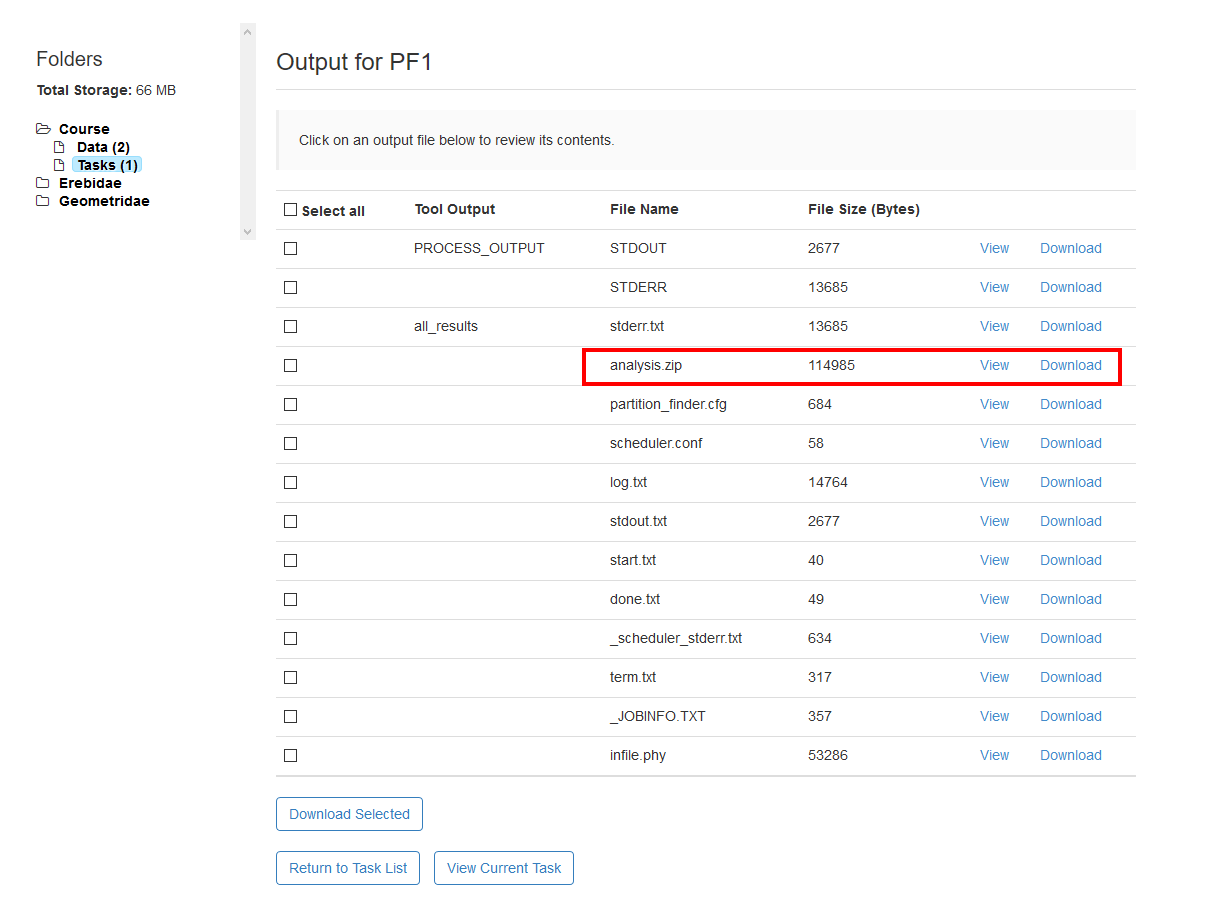 Folders
Total Storage: 66 MB
Course
Data (2)
Tasks (1)
Erebidae
Geometridae
Output for PF1
Click on an output file below to review its contents.
Select all Tool Output File Name File Size (Bytes)
PROCESS_OUTPUT STDOUT 2677 View Download
STDERR 13685 View Download
all_results stderr.txt 13685 View Download
analysis.zip 114985 View Download
partition_finder.cfg 684 View Download
scheduler.conf 58 View Download
log.txt 14764 View Download
stdout.txt 2677 View Download
start.txt 40 View Download
done.txt 49 View Download
_scheduler_stderr.txt 634 View Download
term.txt 317 View Download
_JOBINFO.TXT 357 View Download
infile.phy 53286 View Download
Download Selected
Return to Task List View Current Task